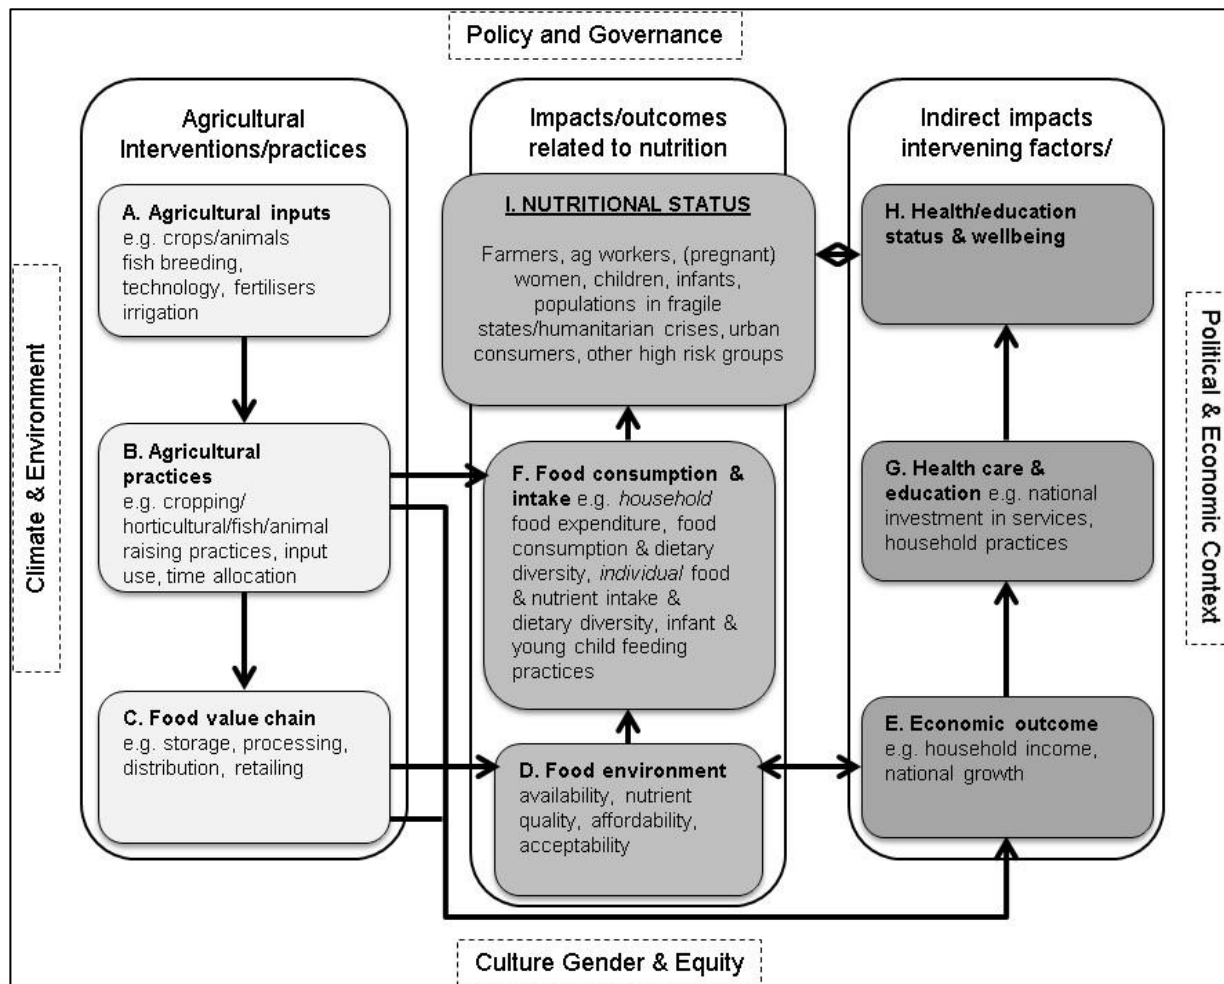 Policy and Governance
Climate & Environment
Agricultural
Interventions/practices
A. Agricultural inputs
e.g. crops/animals
fish breeding,
technology, fertilisers
irrigation
B. Agricultural
practices
e.g. cropping/
horticultural/fish/animal
raising practices, input
use, time allocation
C. Food value chain
e.g. storage, processing,
distribution, retailing
Impacts/outcomes
related to nutrition
I. NUTRITIONAL STATUS
Farmers, ag workers, (pregnant)
women, children, infants,
populations in fragile
states/humanitarian crises, urban
consumers, other high risk groups
F. Food consumption &
intake e.g. household
food expenditure, food
consumption & dietary
diversity, individual food
& nutrient intake &
dietary diversity, infant &
young child feeding
practices
D. Food environment
availability, nutrient
quality, affordability,
acceptability
Indirect impacts
intervening factors/
H. Health/education
status & wellbeing
G. Health care &
education e.g. national
investment in services,
household practices
E. Economic outcome
e.g. household income,
national growth
Political & Economic Context
Culture Gender & Equity